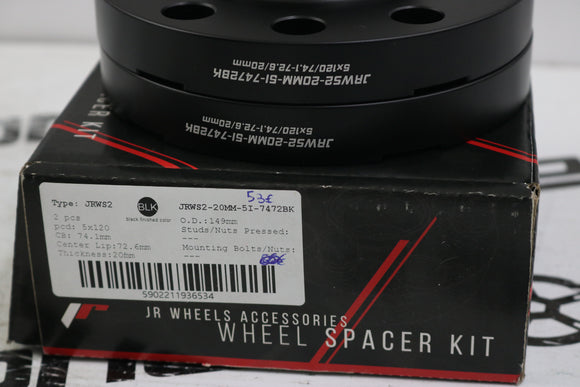 JRWS2-20MM-5I-7472BK
5x120/74.1-72.6/20mm
JRWS2-20MM-5I-7472BK
5x120/74.1-72.6/20mm
SPACER KIT
53€
Type: JRWS2
BLK
black finished color
JRWS2-20MM-5I-7472BK
2 pcs
pcd: 5x120
CB: 74.1mm
Center Lip:72.6mm
Thickness:20mm
O.D.:149mm
Studs/Nuts Pressed:
---
Mounting Bolts/Nuts:
---
5902211936534
JR WHEELS ACCESSORIES
WHEEL SPACER KIT